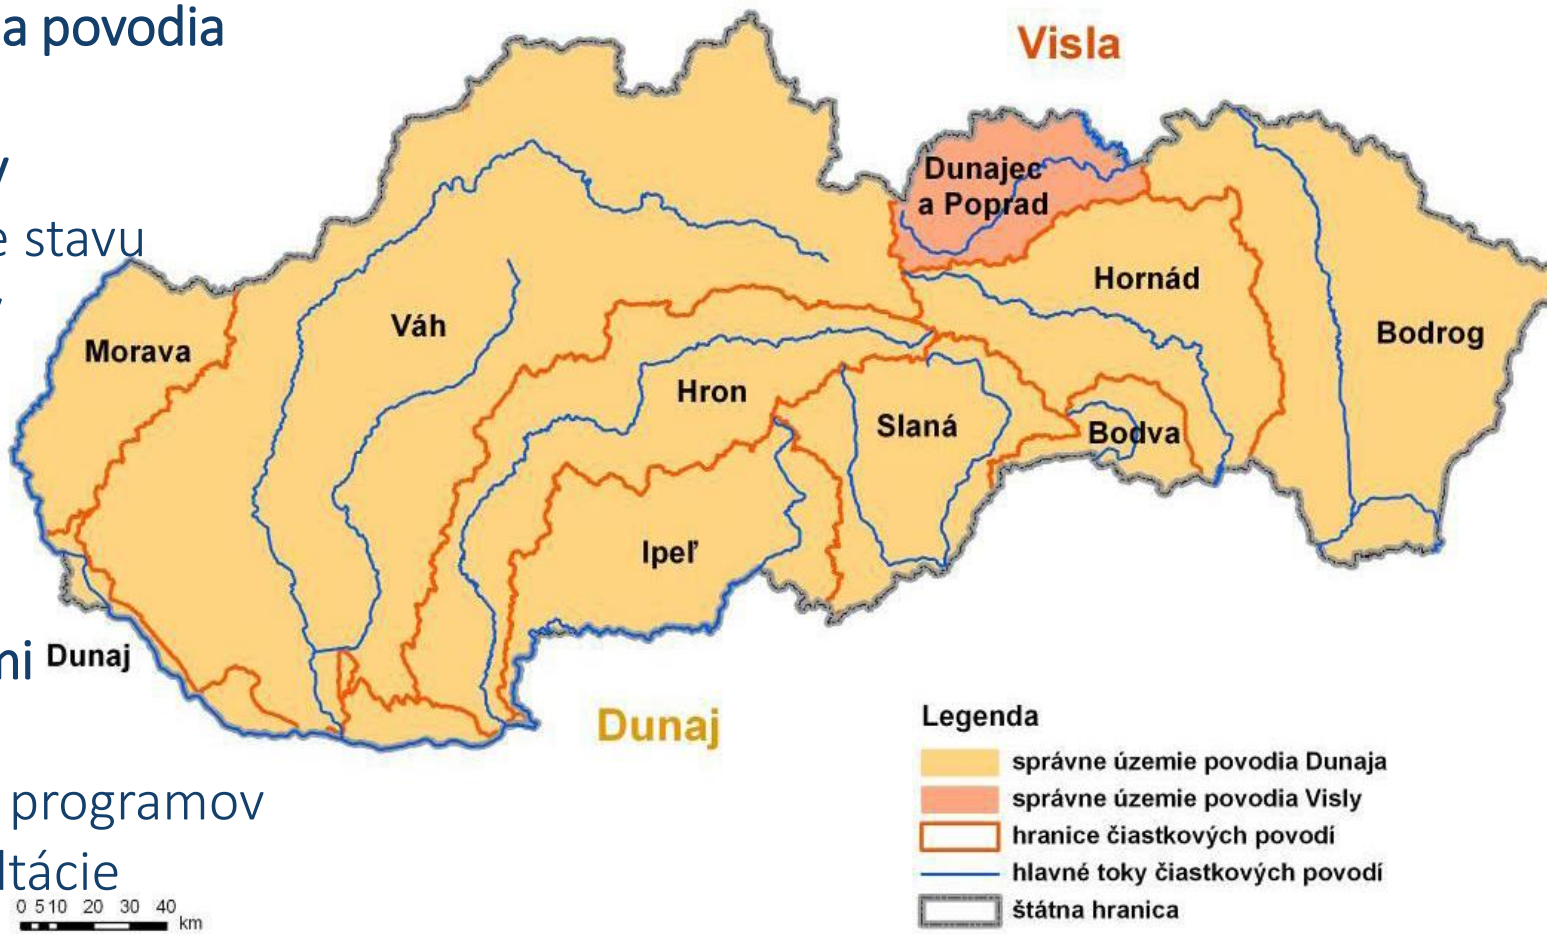 a povodia
stavu
Visla
Dunajec
a Poprad
Hornád
Bodrog
Morava
Váh
Hron
Slaná
Bodva
Ipeľ
mi
Dunaj
Dunaj
programov
ltácie
Legenda
správne územie povodia Dunaja
správne územie povodia Visly
hranice čiastkových povodí
hlavné toky čiastkových povodí
štátna hranica
0 5 10 20 30 40
km